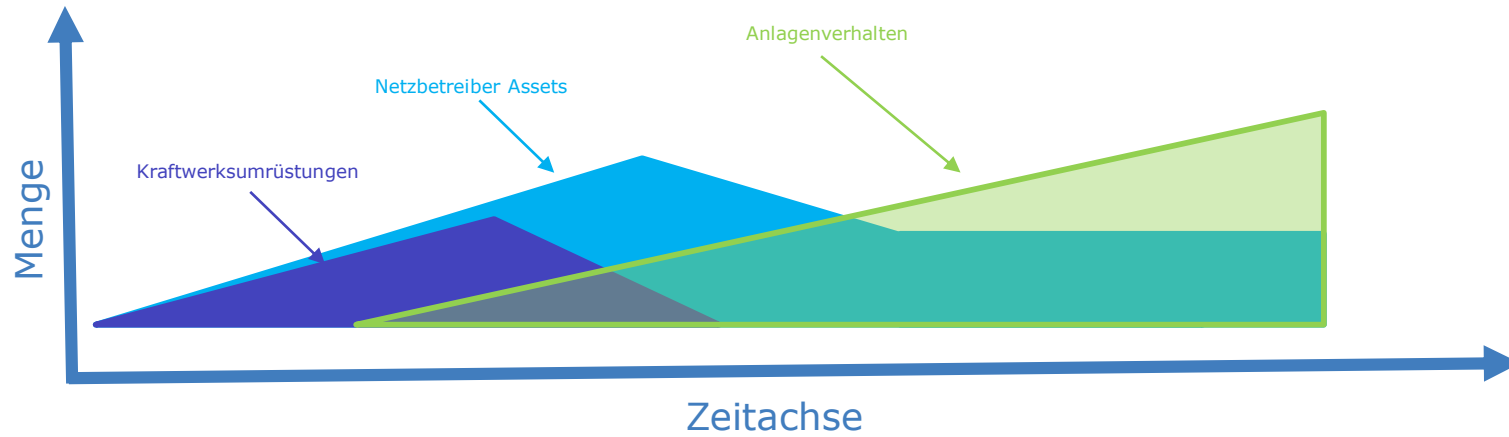 Anlagenverhalten
Netzbetreiber Assets
Kraftwerksumrüstungen
Menge
Zeitachse